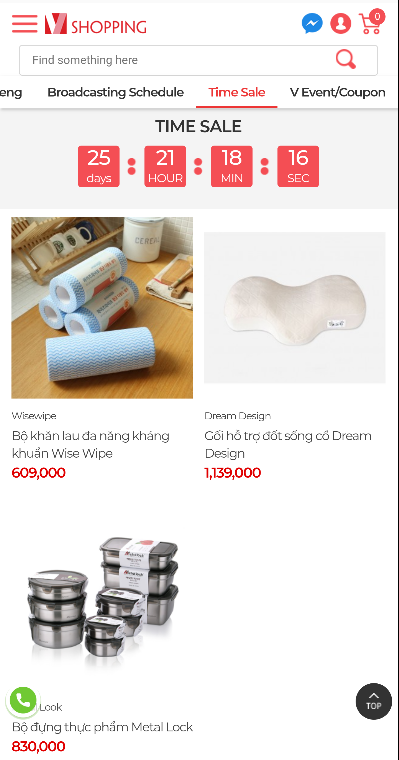 V SHOPPING
0
Find something here
eng Broadcasting Schedule Time Sale V Event/Coupon
TIME SALE
25 : 21 : 18 : 16
days HOUR MIN SEC
CEREAL
Wisewipe
Bộ khăn lau đa năng kháng
khuẩn Wise Wipe
609,000
Dream Design
Gối hỗ trợ đốt sống cổ Dream
Design
1,139,000
Look
Bộ đựng thực phẩm Metal Lock
830,000
TOP